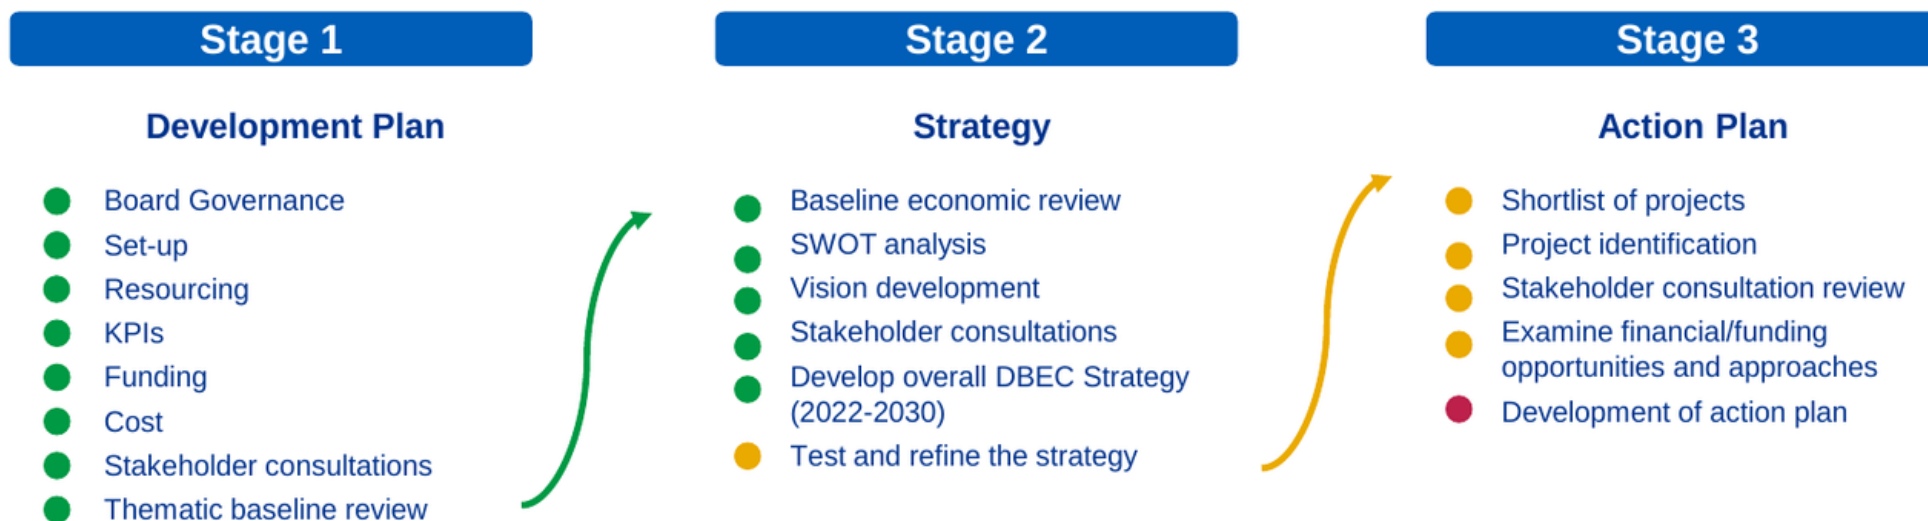 Stage 1
Development Plan
Board Governance
Set-up
Resourcing
KPIs
Funding
Cost
Stakeholder consultations
Thematic baseline review
Stage 2
Strategy
Baseline economic review
SWOT analysis
Vision development
Stakeholder consultations
Develop overall DBEC Strategy
(2022-2030)
Test and refine the strategy
Stage 3
Action Plan
Shortlist of projects
Project identification
Stakeholder consultation review
Examine financial/funding
opportunities and approaches
Development of action plan